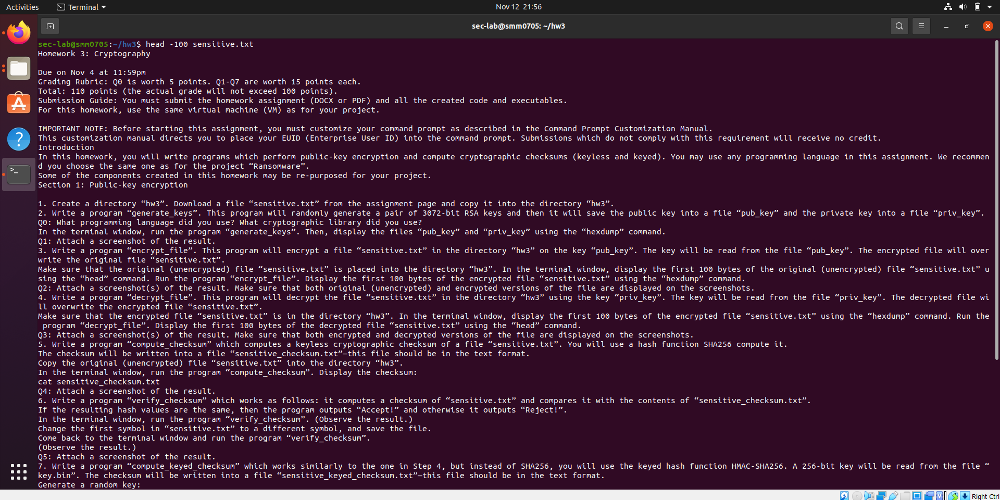 Activities
Terminal
Nov 12 21:56
sec-lab@smm0705: ~/hw3
sec-lab@smm0705:~/hw3$ head -100 sensitive.txt
Homework 3: Cryptography
Due on Nov 4 at 11:59pm
Grading Rubric: Q0 is worth 5 points. Q1-Q7 are worth 15 points each.
Total: 110 points (the actual grade will not exceed 100 points).
Submission Guide: You must submit the homework assignment (DOCX or PDF) and all the created code and executables.
For this homework, use the same virtual machine (VM) as for your project.
IMPORTANT NOTE: Before starting this assignment, you must customize your command prompt as described in the Command Prompt Customization Manual.
This customization manual directs you to place your EUID (Enterprise User ID) into the command prompt. Submissions which do not comply with this requirement will receive no credit.
Introduction
In this homework, you will write programs which perform public-key encryption and compute cryptographic checksums (keyless and keyed). You may use any programming language in this assignment. We recommen
d you choose the same one as for the project “Ransomware”.
Some of the components created in this homework may be re-purposed for your project.
Section 1: Public-key encryption
1. Create a directory “hw3”. Download a file “sensitive.txt” from the assignment page and copy it into the directory “hw3”.
2. Write a program “generate_keys”. This program will randomly generate a pair of 3072-bit RSA keys and then it will save the public key into a file “pub_key” and the private key into a file “priv_key”.
Q0: What programming language did you use? What cryptographic library did you use?
In the terminal window, run the program “generate_keys”. Then, display the files “pub_key” and “priv_key” using the “hexdump” command.
Q1: Attach a screenshot of the result.
3. Write a program “encrypt_file”. This program will encrypt a file “sensitive.txt” in the directory “hw3” on the key “pub_key”. The key will be read from the file “pub_key”. The encrypted file will over
write the original file “sensitive.txt”.
Make sure that the original (unencrypted) file “sensitive.txt” is placed into the directory “hw3”. In the terminal window, display the first 100 bytes of the original (unencrypted) file “sensitive.txt” u
sing the “head” command. Run the program “encrypt_file”. Display the first 100 bytes of the encrypted file “sensitive.txt” using the “hexdump” command.
Q2: Attach a screenshot(s) of the result. Make sure that both original (unencrypted) and encrypted versions of the file are displayed on the screenshots.
4. Write a program “decrypt_file”. This program will decrypt the file “sensitive.txt” in the directory “hw3” using the key “priv_key”. The key will be read from the file “priv_key”. The decrypted file wi
ll overwrite the encrypted file “sensitive.txt”.
Make sure that the encrypted file “sensitive.txt” is in the directory “hw3”. In the terminal window, display the first 100 bytes of the encrypted file “sensitive.txt” using the “hexdump” command. Run the
program “decrypt_file”. Display the first 100 bytes of the decrypted file “sensitive.txt” using the “head” command.
Q3: Attach a screenshot(s) of the result. Make sure that both encrypted and decrypted versions of the file are displayed on the screenshots.
5. Write a program “compute_checksum” which computes a keyless cryptographic checksum of a file “sensitive.txt”. You will use a hash function SHA256 compute it.
The checksum will be written into a file “sensitive_checksum.txt”—this file should be in the text format.
Copy the original (unencrypted) file “sensitive.txt” into the directory “hw3”.
In the terminal window, run the program “compute_checksum”. Display the checksum:
cat sensitive_checksum.txt
Q4: Attach a screenshot of the result.
6. Write a program “verify_checksum” which works as follows: it computes a checksum of “sensitive.txt” and compares it with the contents of “sensitive_checksum.txt”.
If the resulting hash values are the same, then the program outputs “Accept!” and otherwise it outputs “Reject!”.
In the terminal window, run the program “verify_checksum”. (Observe the result.)
Change the first symbol in “sensitive.txt” to a different symbol, and save the file.
Come back to the terminal window and run the program “verify_checksum”.
(Observe the result.)
Q5: Attach a screenshot of the result.
7. Write a program “compute_keyed_checksum” which works similarly to the one in Step 4, but instead of SHA256, you will use the keyed hash function HMAC-SHA256. A 256-bit key will be read from the file “
key.bin”. The checksum will be written into a file “sensitive_keyed_checksum.txt”—this file should be in the text format.
Generate a random key:
Right Ctrl